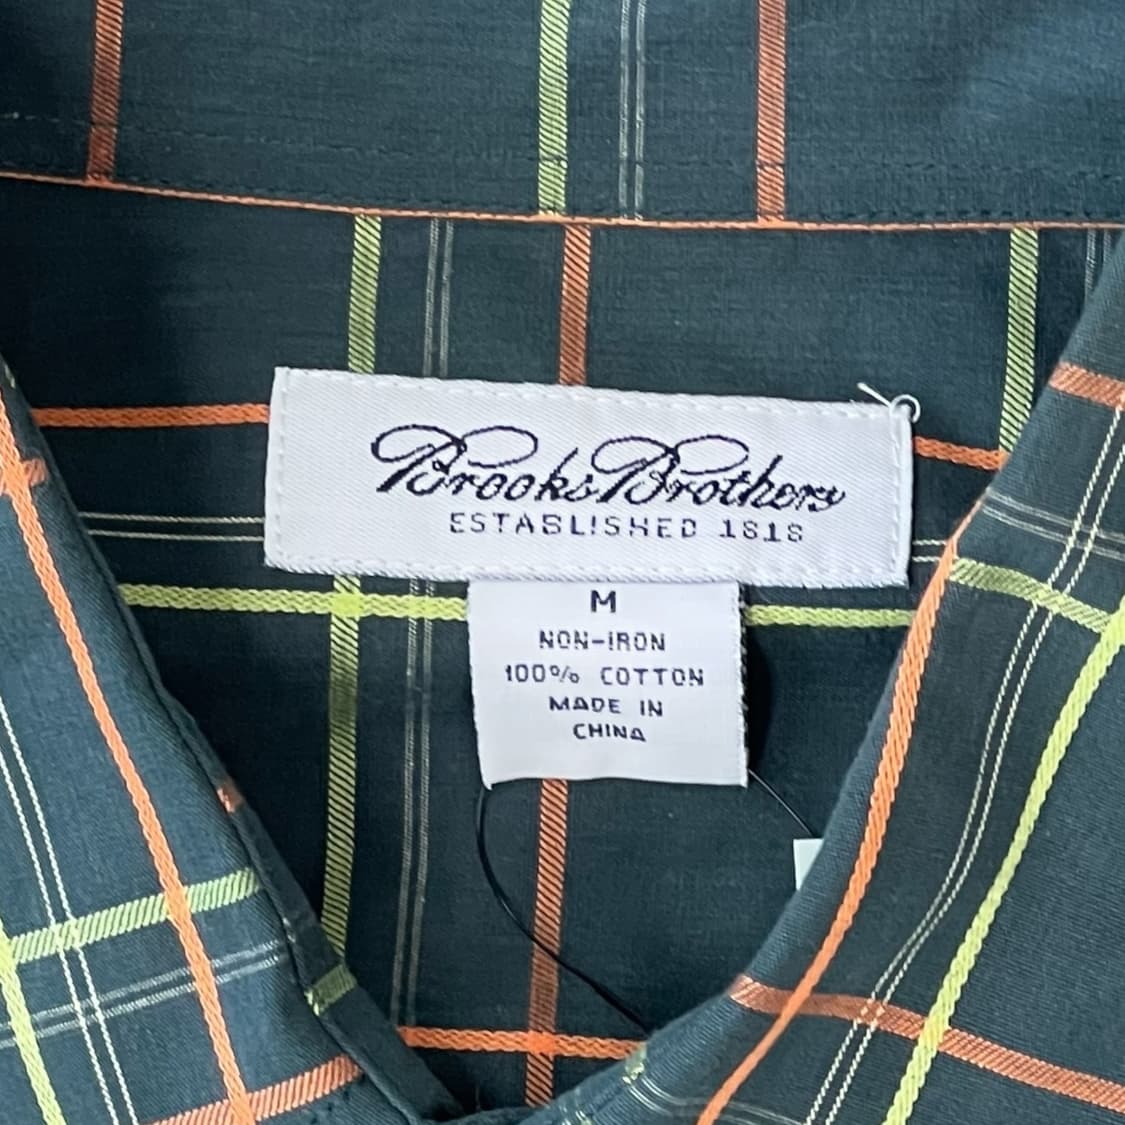 Brooks Brothers
ESTABLISHED 1818
M
NON-IRON
100% COTTON
MADE IN
CHINA